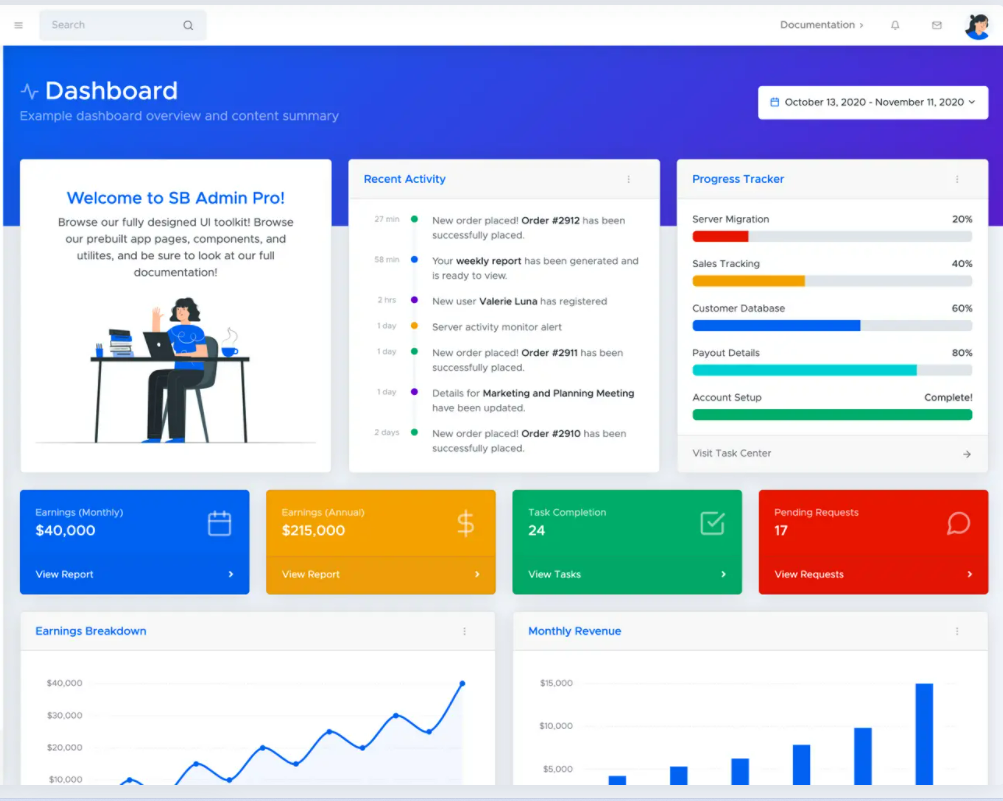 Search
Documentation
Dashboard
Example dashboard overview and content summary
October 13, 2020 - November 11, 2020
Welcome to SB Admin Pro!
Browse our fully designed UI toolkit! Browse
our prebuilt app pages, components, and
utilites, and be sure to look at our full
documentation!
Recent Activity
27 min
New order placed! Order #2912 has been
successfully placed.
58 min
Your weekly report has been generated and
is ready to view.
2 hrs
New user Valerie Luna has registered
1 day
Server activity monitor alert
1 day
New order placed! Order #2911 has been
successfully placed.
1 day
Details for Marketing and Planning Meeting
have been updated.
2 days
New order placed! Order #2910 has been
successfully placed.
Progress Tracker
Server Migration 20%
Sales Tracking 40%
Customer Database 60%
Payout Details 80%
Account Setup Complete!
Visit Task Center
Earnings (Monthly)
$40,000
View Report
Earnings (Annual)
$215,000
View Report
Task Completion
24
View Tasks
Pending Requests
17
View Requests
Earnings Breakdown
$40,000
$30,000
$20,000
$10,000
Monthly Revenue
$15,000
$10,000
$5,000